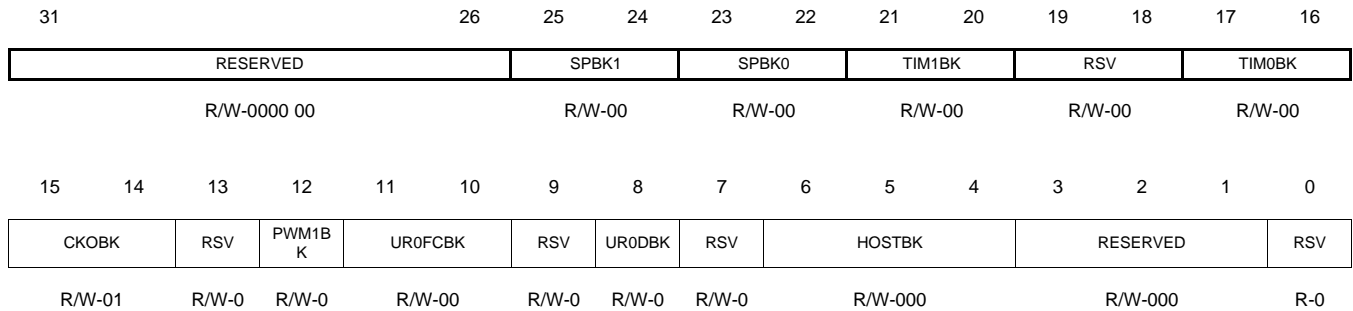 31 26 25 24 23 22 21 20 19 18 17 16
RESERVED SPBK1 SPBK0 TIM1BK RSV TIM0BK
R/W-0000 00 R/W-00 R/W-00 R/W-00 R/W-00 R/W-00
15 14 13 12 11 10 9 8 7 6 5 4 3 2 1 0
CKOBK RSV PWM1B
K UR0FCBK RSV UR0DBK RSV HOSTBK RESERVED RSV
R/W-01 R/W-0 R/W-0 R/W-00 R/W-0 R/W-0 R/W-0 R/W-000 R/W-000 R-0